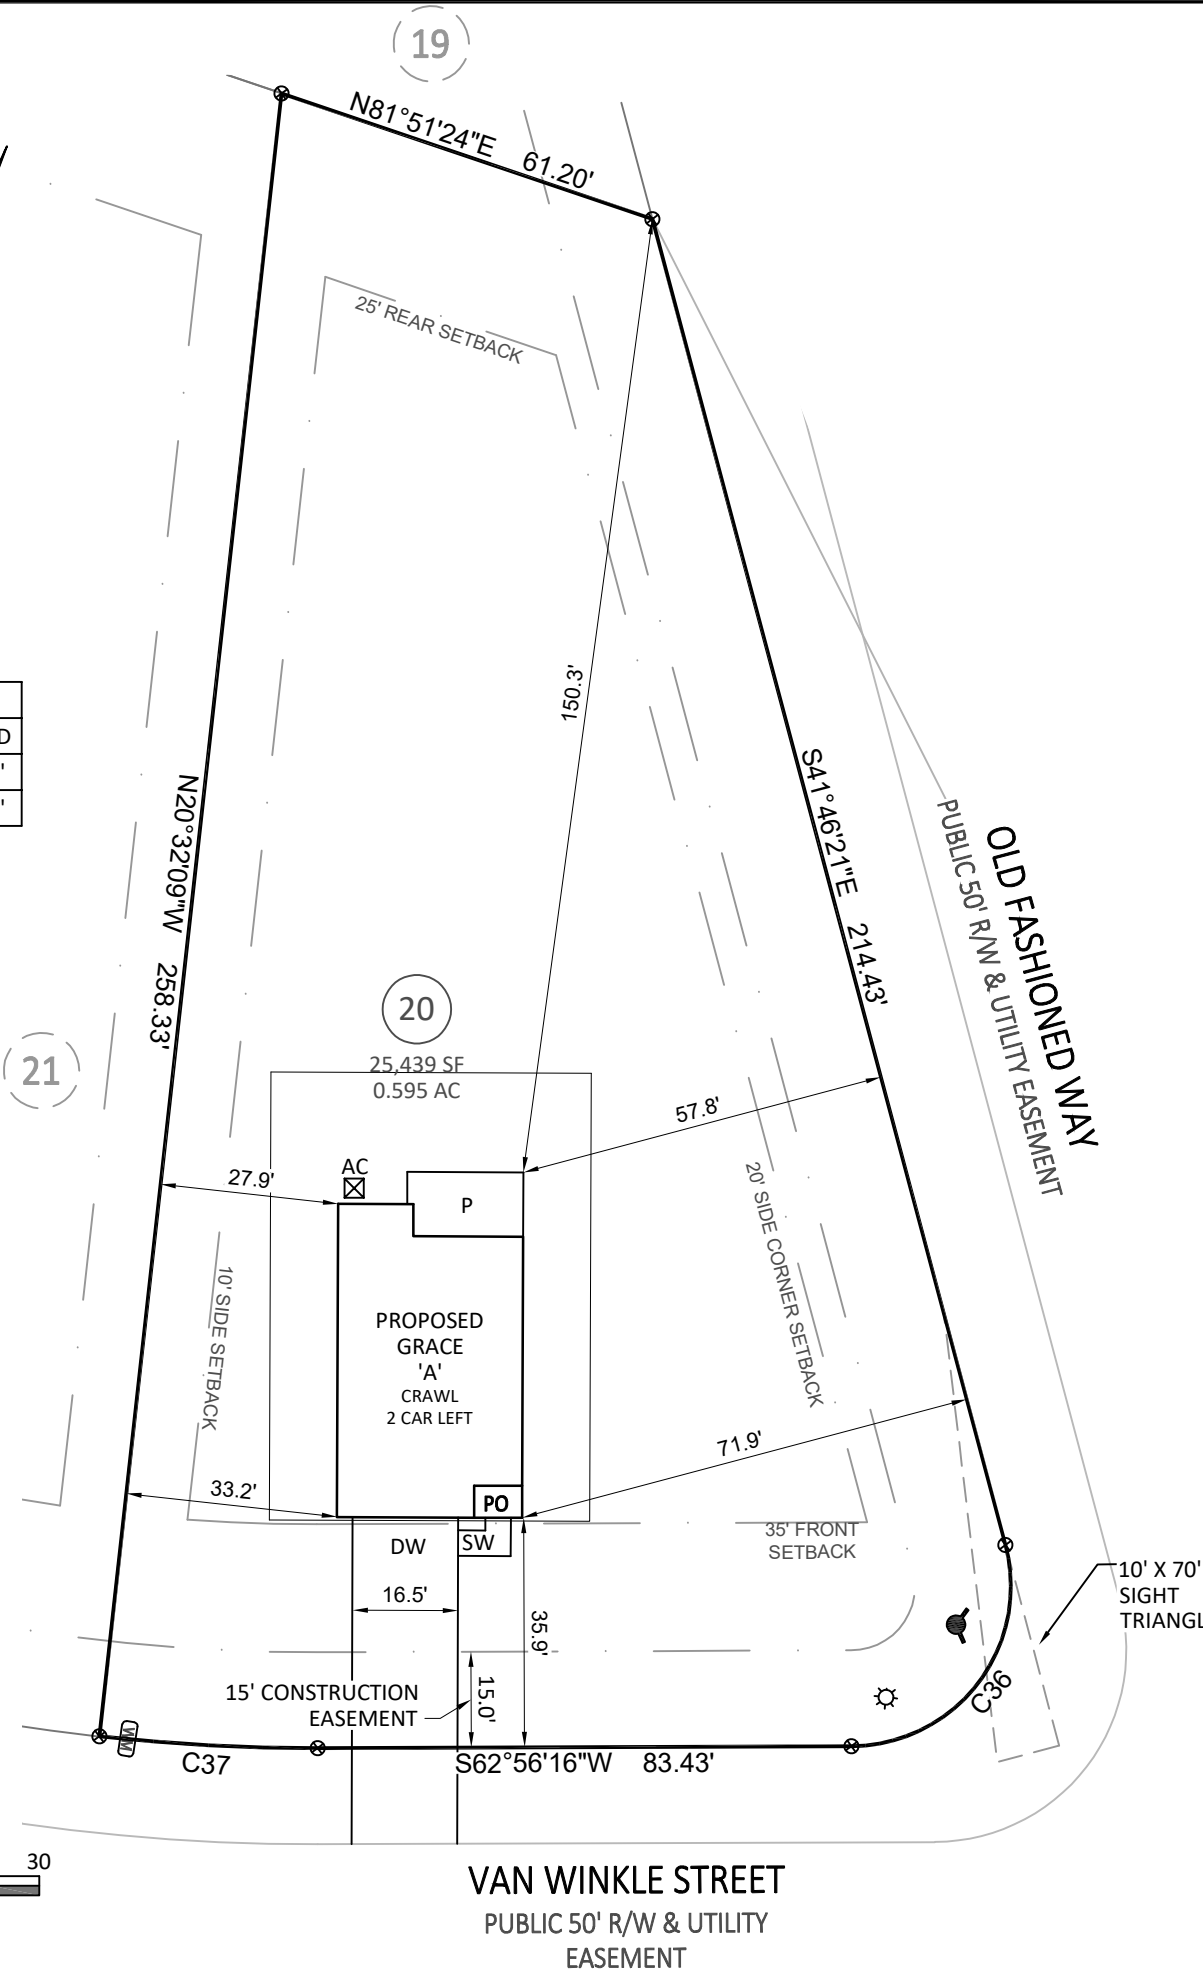 19
N81°51'24"E 61.20'
25' REAR SETBACK
150.3'
D
'
'
N20°32'09"W 258.33'
S41°46'21"E 214.43'
OLD FASHIONED WAY
PUBLIC 50' R/W & UTILITY EASEMENT
20
25,439 SF
0.595 AC
21
57.8'
AC
27.9'
P
20' SIDE CORNER SETBACK
10' SIDE SETBACK
PROPOSED
GRACE
'A'
CRAWL
2 CAR LEFT
71.9'
33.2'
PO
DW
SW
35' FRONT
SETBACK
10' X 70'
SIGHT
TRIANGL
16.5'
35.9'
15' CONSTRUCTION
EASEMENT
15.0'
C36
WM
C37
S62°56'16"W 83.43'
30
VAN WINKLE STREET
PUBLIC 50' R/W & UTILITY
EASEMENT